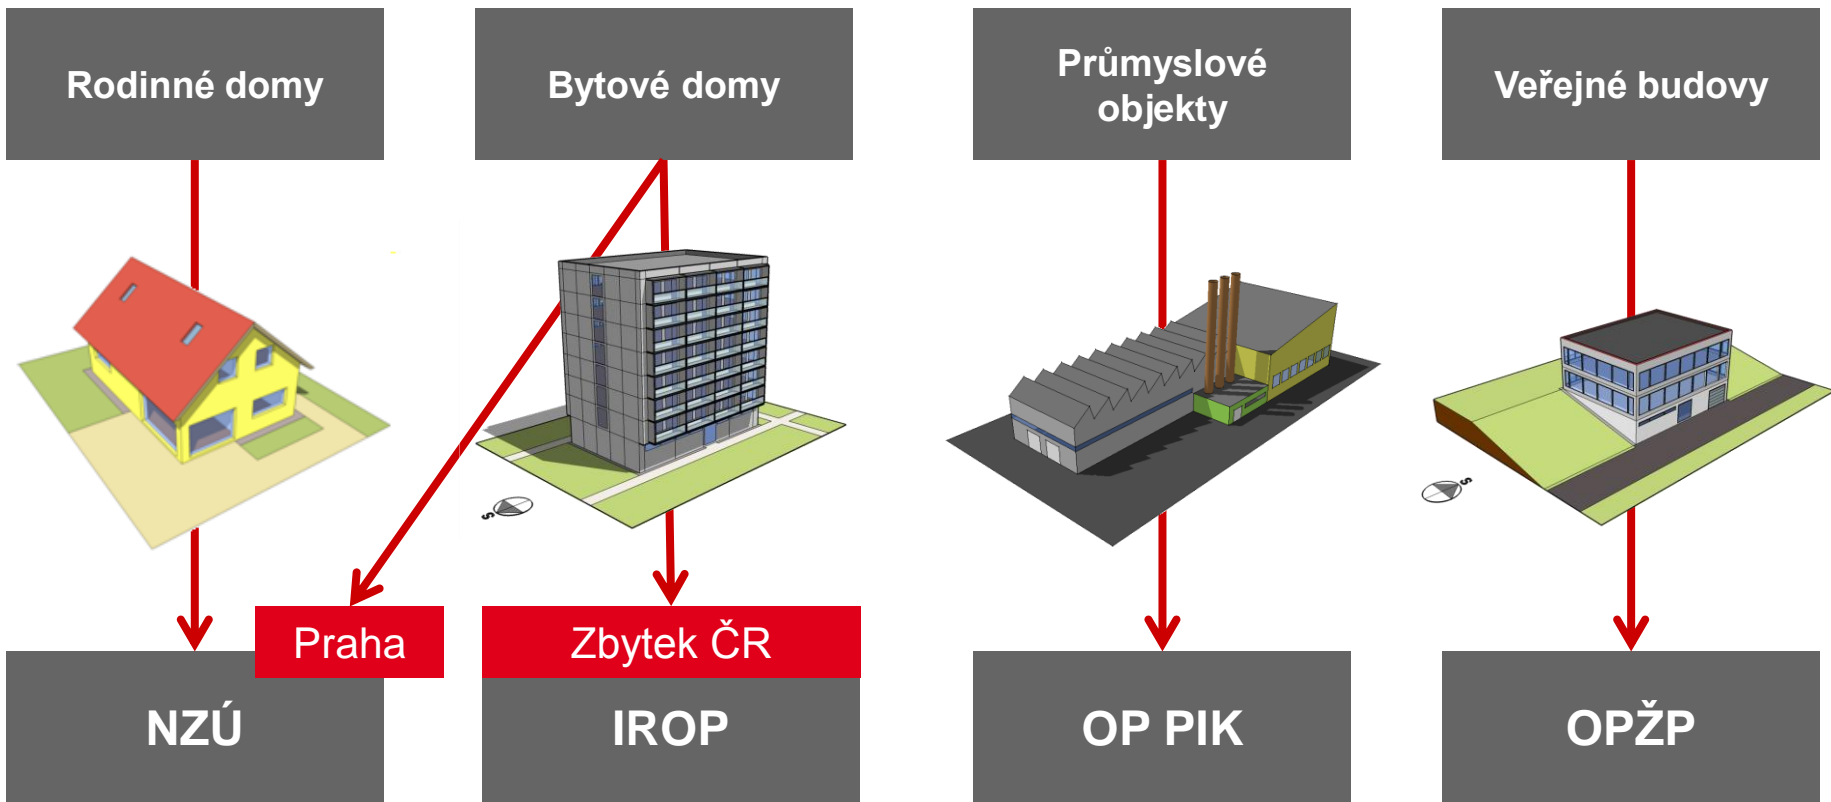 Rodinné domy
Bytové domy
Průmyslové
objekty
Veřejné budovy
S
S
Praha
Zbytek ČR
NZÚ
IROP
OP PIK
OPŽP